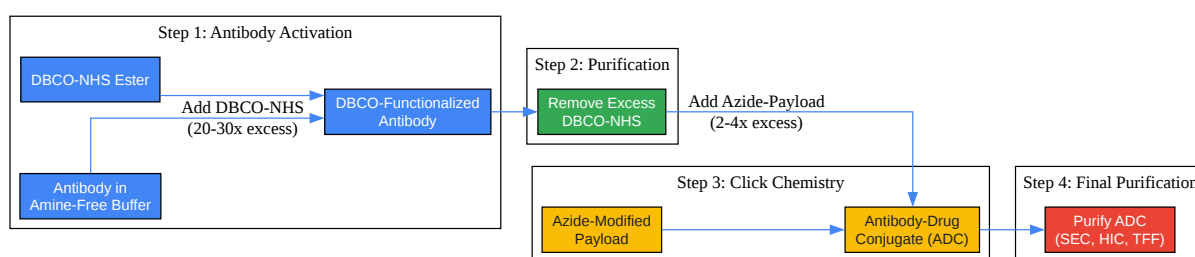 Step 1: Antibody Activation
DBCO-NHS Ester
Add DBCO-NHS
(20-30x excess)
Antibody in
Amine-Free Buffer
DBCO-Functionalized
Antibody
Step 2: Purification
Remove Excess
DBCO-NHS
Add Azide-Payload
(2-4x excess)
Step 3: Click Chemistry
Azide-Modified
Payload
Antibody-Drug
Conjugate (ADC)
Step 4: Final Purification
Purify ADC
(SEC, HIC, TFF)